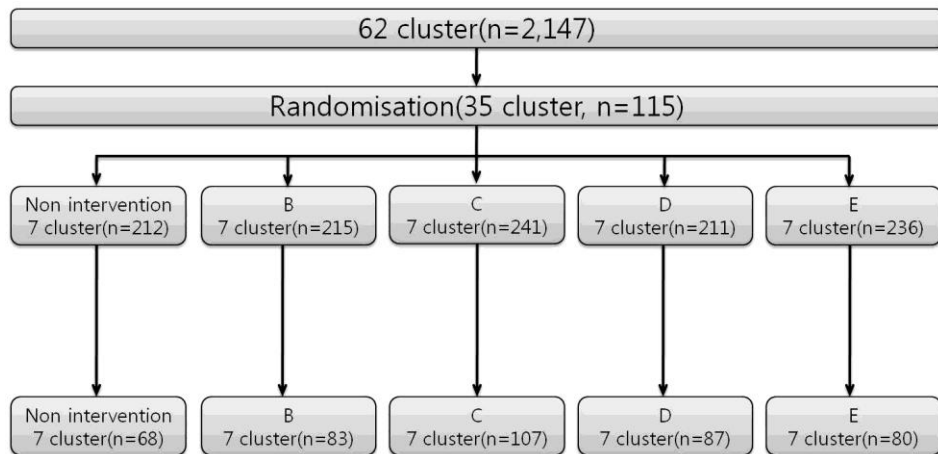 62 cluster(n=2,147)
Randomisation(35 cluster, n=115)
Non intervention
7 cluster(n=212)
B
7 cluster(n=215)
C
7 cluster(n=241)
D
7 cluster(n=211)
E
7 cluster(n=236)
Non intervention
7 cluster(n=68)
B
7 cluster(n=83)
C
7 cluster(n=107)
D
7 cluster(n=87)
E
7 cluster(n=80)